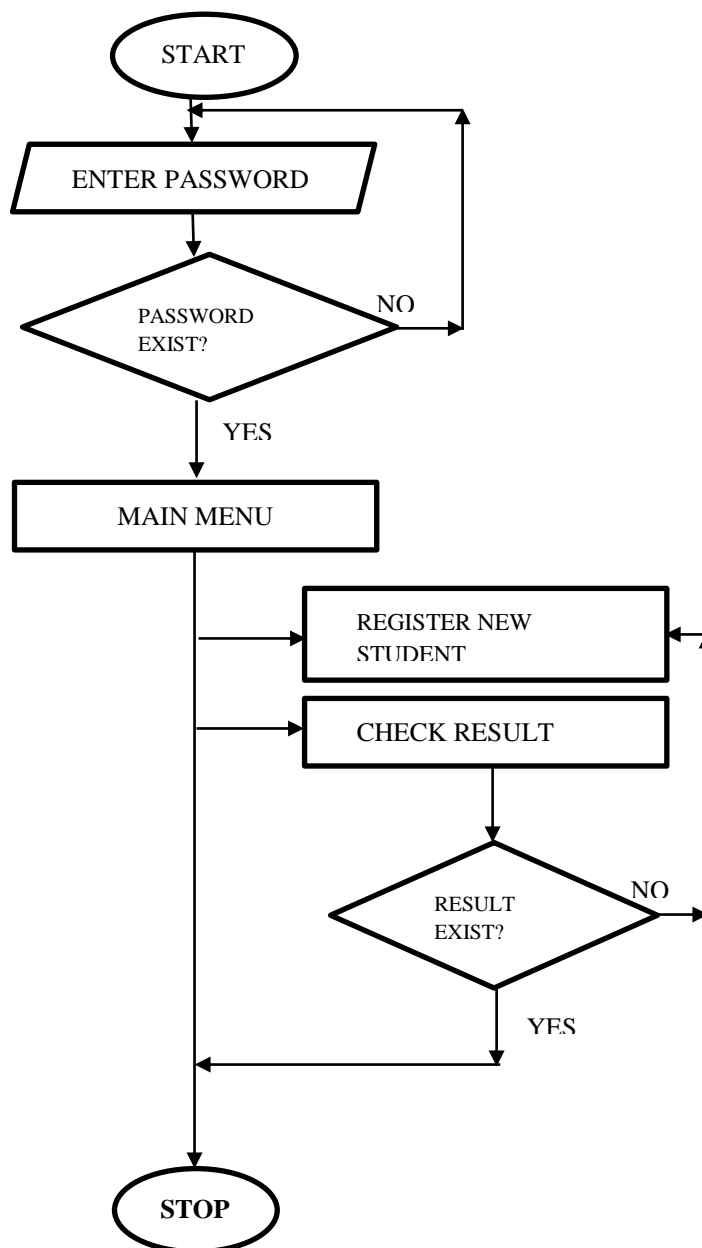 START
ENTER PASSWORD
PASSWORD
EXIST?
NO
YES
MAIN MENU
REGISTER NEW
STUDENT
CHECK RESULT
RESULT
EXIST?
NO
YES
STOP